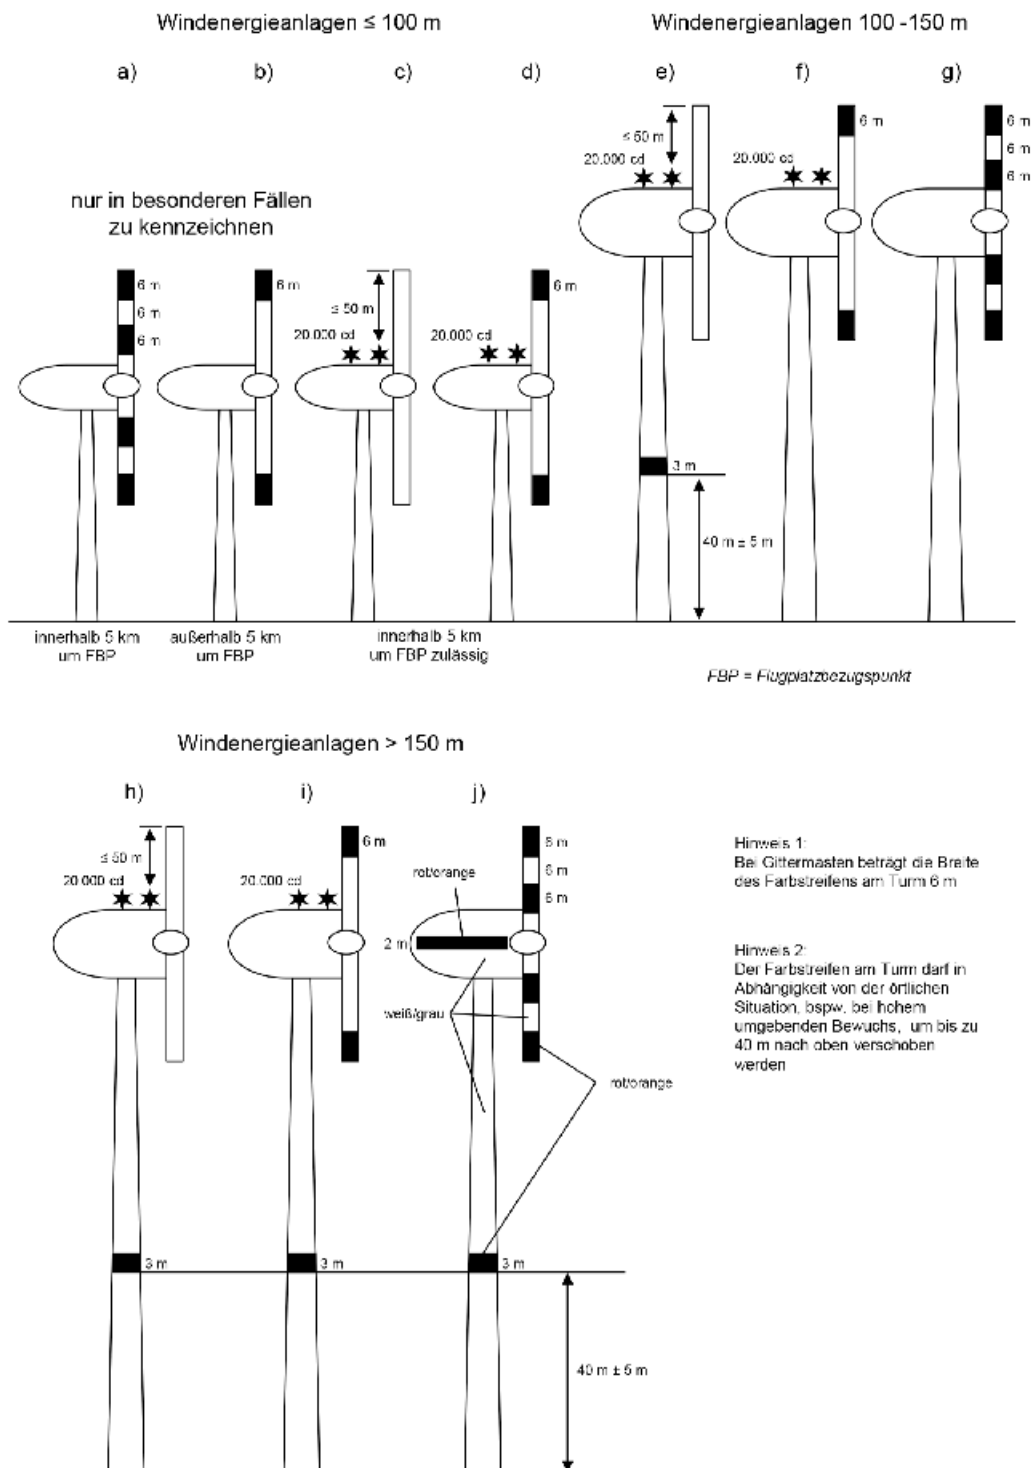 Windenergieanlagen ≤ 100 m
Windenergieanlagen 100 -150 m
a)
b)
c)
d)
e)
f)
g)
nur in besonderen Fällen
zu kennzeichnen
6 m
6 m
6 m
6 m
≤ 50 m
20.000 cd
20.000 cd
6 m
≤ 50 m
20.000 cd
20.000 cd
6 m
6 m
6 m
6 m
3 m
40 m ± 5 m
innerhalb 5 km
um FBP
außerhalb 5 km
um FBP
innerhalb 5 km
um FBP zulässig
FBP = Flugplatzbezugspunkt
Windenergieanlagen > 150 m
h)
i)
j)
≤ 50 m
20.000 cd
20.000 cd
6 m
rot/orange
6 m
6 m
6 m
2 m
weiß/grau
rot/orange
3 m
3 m
3 m
40 m ± 5 m
Hinweis 1:
Bei Gittermasten beträgt die Breite
des Farbstreifens am Turm 6 m
Hinweis 2:
Der Farbstreifen am Turm darf in
Abhängigkeit von der örtlichen
Situation, bspw. bei hohem
umgebenden Bewuchs, um bis zu
40 m nach oben verschoben
werden